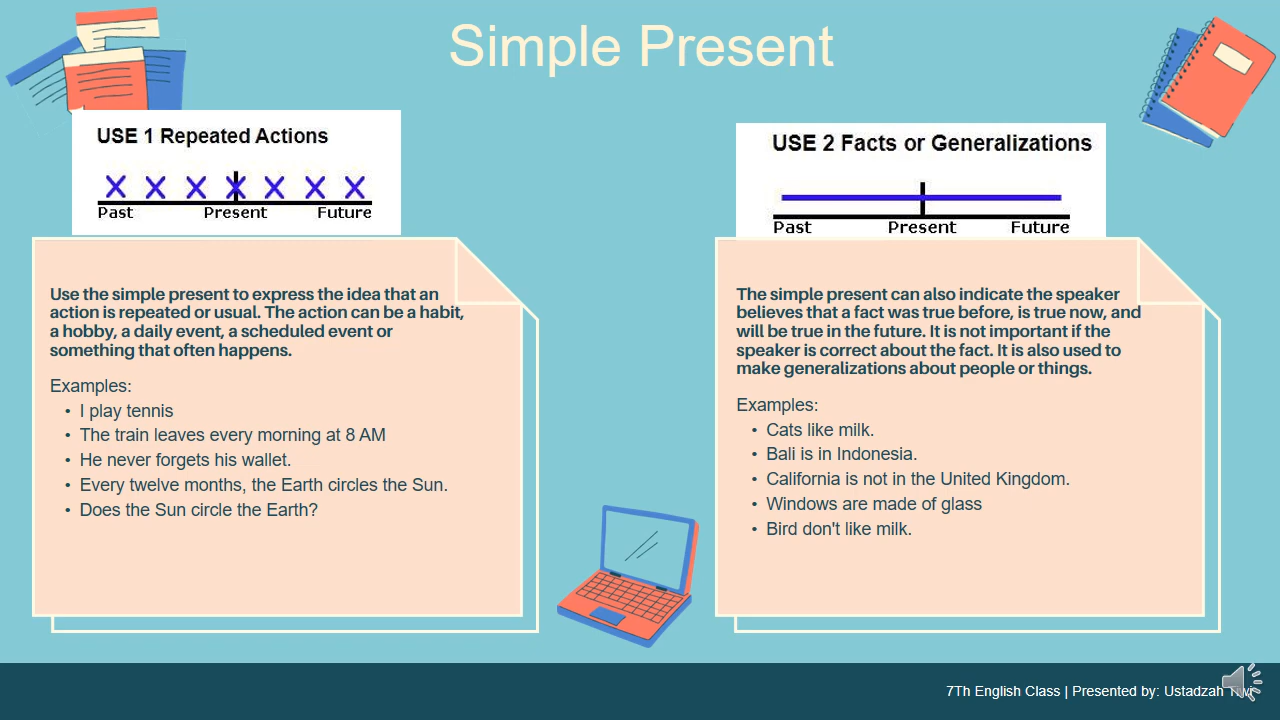 Simple Present
USE 1 Repeated Actions
Past Present Future
Use the simple present to express the idea that an
action is repeated or usual. The action can be a habit,
a hobby, a daily event, a scheduled event or
something that often happens.
Examples:
• I play tennis
• The train leaves every morning at 8 AM
• He never forgets his wallet.
• Every twelve months, the Earth circles the Sun.
• Does the Sun circle the Earth?
USE 2 Facts or Generalizations
Past Present Future
The simple present can also indicate the speaker
believes that a fact was true before, is true now, and
will be true in the future. It is not important if the
speaker is correct about the fact. It is also used to
make generalizations about people or things.
Examples:
• Cats like milk.
• Bali is in Indonesia.
• California is not in the United Kingdom.
• Windows are made of glass
• Bird don't like milk.
7Th English Class | Presented by: Ustadzah